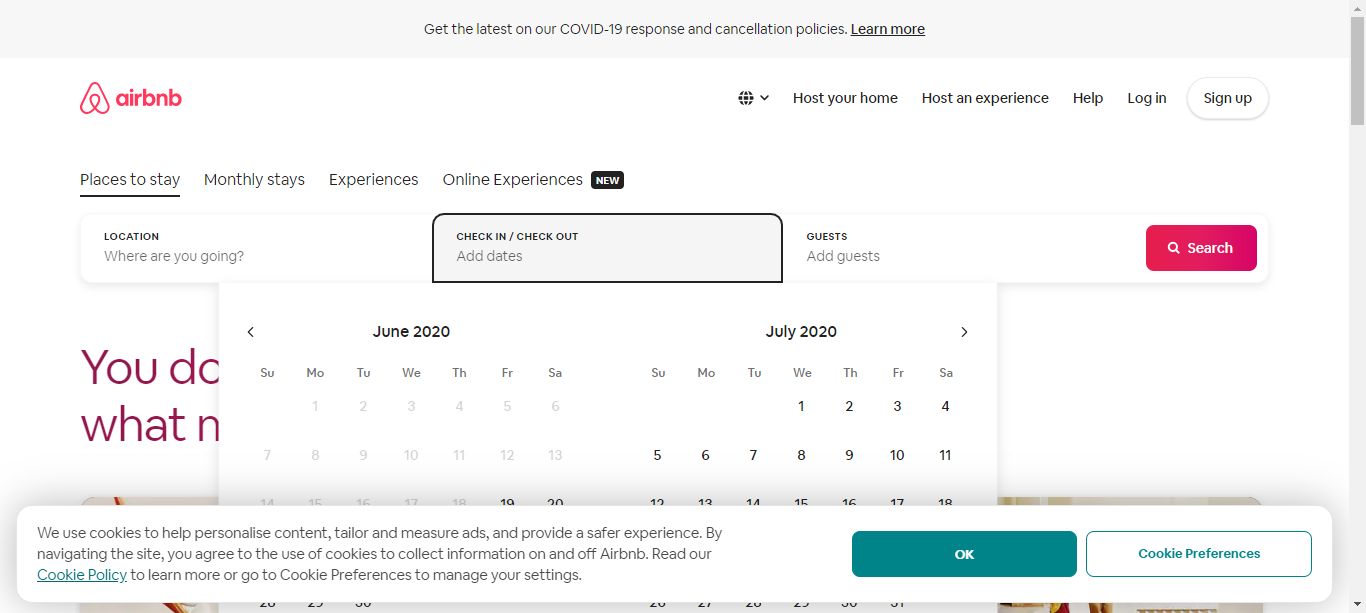 Get the latest on our COVID-19 response and cancellation policies. Learn more
airbnb
Host your home Host an experience Help Log in Sign up
Places to stay Monthly stays Experiences Online Experiences NEW
LOCATION CHECK IN / CHECK OUT GUESTS
Where are you going? Add dates Add guests
Search
June 2020 July 2020
Su Mo Tu We Th Fr Sa Su Mo Tu We Th Fr Sa
You do
what
1 2 3 4 5 6 1 2 3 4
7 8 9 10 11 12 13 5 6 7 8 9 10 11
14 15 16 17 18 19 20 12 13 14 15 16 17 18
We use cookies to help personalise content, tailor and measure ads, and provide a safer experience. By
navigating the site, you agree to the use of cookies to collect information on and off Airbnb. Read our
Cookie Policy to learn more or go to Cookie Preferences to manage your settings.
OK Cookie Preferences
28 29 30 26 27 28 29 30 31